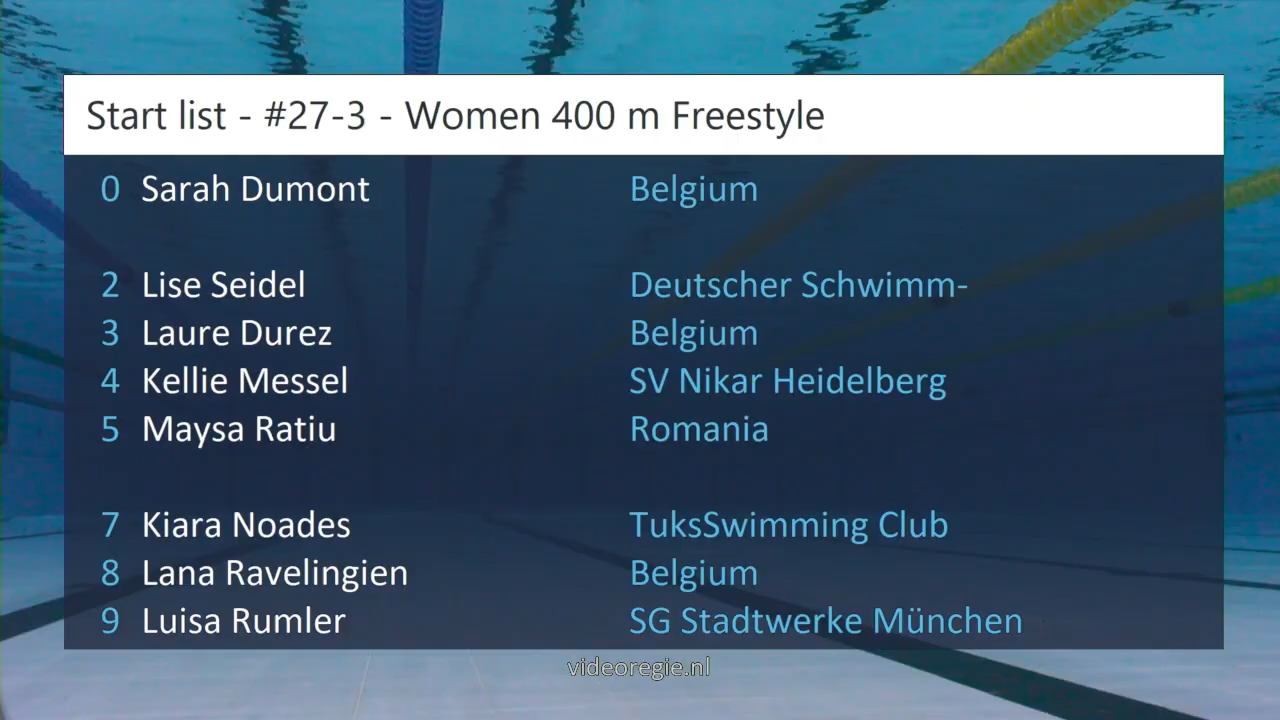 Start list - #27-3 - Women 400 m Freestyle
0 Sarah Dumont Belgium
2 Lise Seidel Deutscher Schwimm-
3 Laure Durez Belgium
4 Kellie Messel SV Nikar Heidelberg
5 Maysa Ratiu Romania
7 Kiara Noades TuksSwimming Club
8 Lana Ravelingien Belgium
9 Luisa Rumler SG Stadtwerke München
videoregie.nl